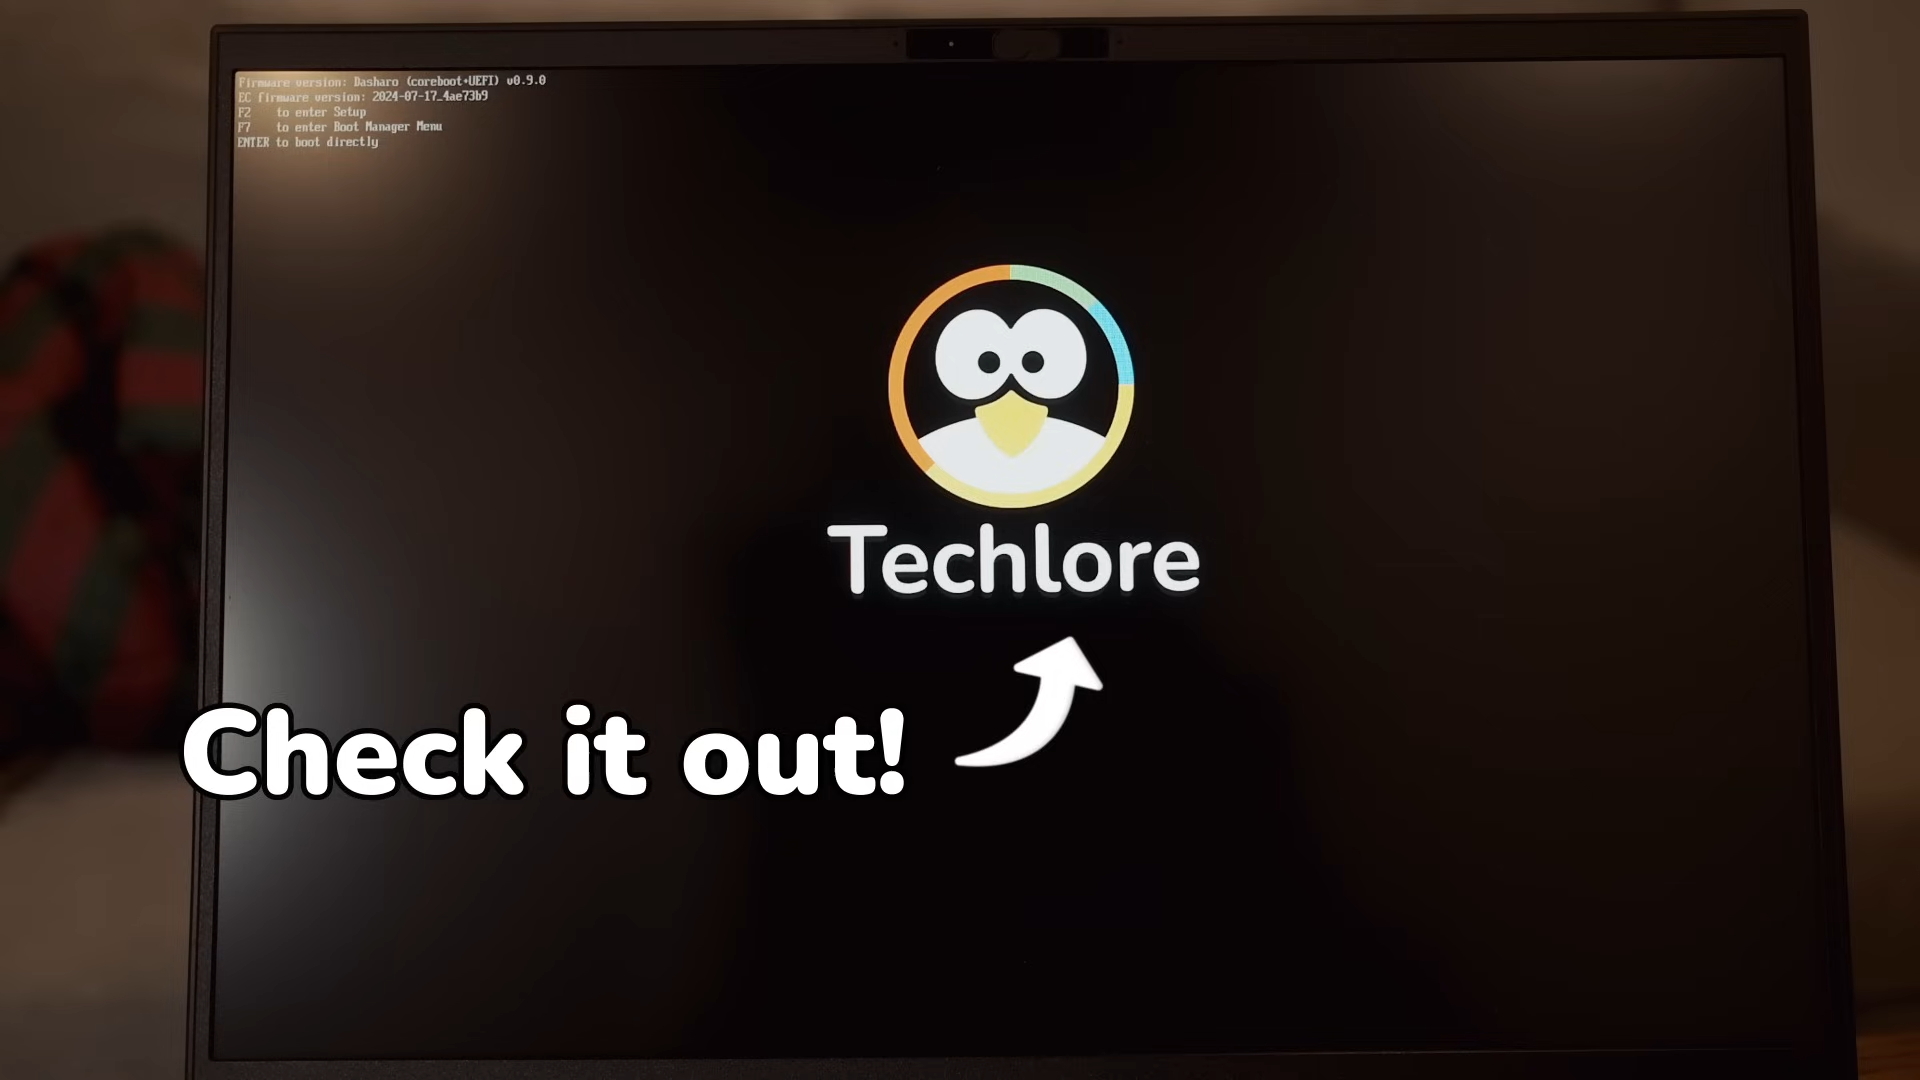 Firmware version: Dasharo (coreboot+UEFI) v0.9.0
EC firmware version: 2024-07-17_4ae73b9
F2 to enter Setup
F7 to enter Boot Manager Menu
ENTER to boot directly
Techlore
Check it out!